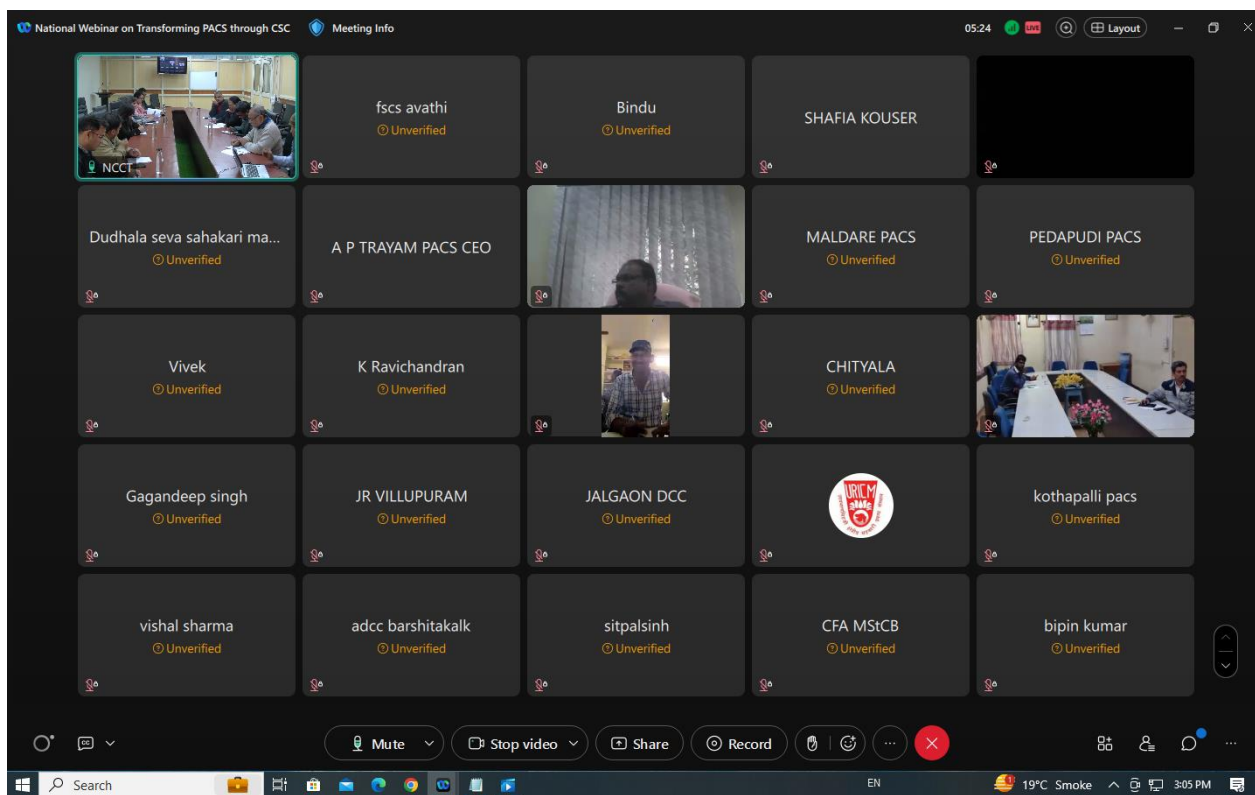 National Webinar on Transforming PACS through CSC
Meeting Info
05:24
LIVE
Layout
NCCT
fscs avathi
Unverified
Bindu
Unverified
SHAFIA KOUSER
Dudhala seva sahakari ma...
Unverified
A P TRAYAM PACS CEO
MALDARE PACS
Unverified
PEDAPUDI PACS
Unverified
Vivek
Unverified
K Ravichandran
Unverified
CHITYALA
Unverified
Gagandeep singh
Unverified
JR VILLUPURAM
Unverified
JALGAON DCC
Unverified
URICM
kothapalli pacs
Unverified
vishal sharma
Unverified
adcc barshitakalk
Unverified
sitpalsinh
Unverified
CFA MStCB
Unverified
bipin kumar
Unverified
CC
Mute
Stop video
Share
Record
Search
EN
19°C Smoke
3:05 PM